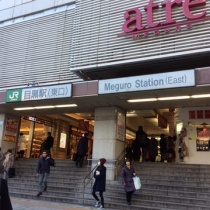 atre
JR 目黒駅(東口)
Meguro Station(East)